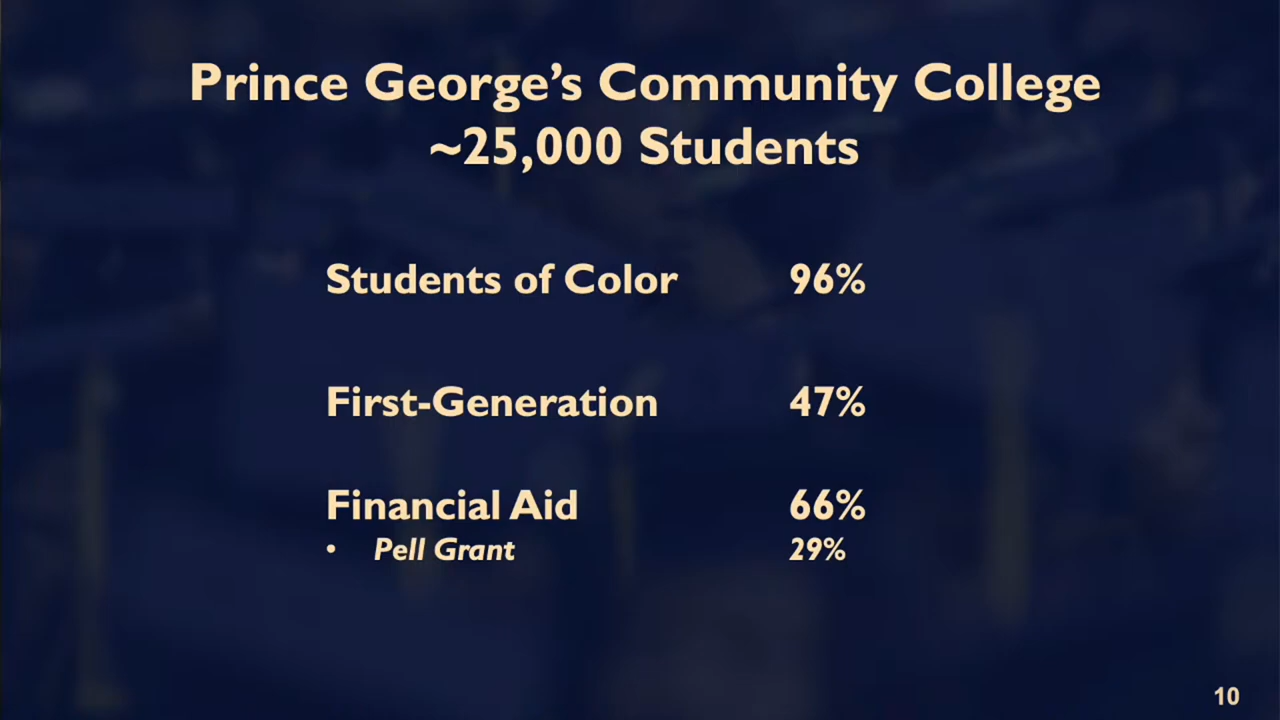 Prince George’s Community College
~25,000 Students
Students of Color 96%
First-Generation 47%
Financial Aid 66%
• Pell Grant 29%
10